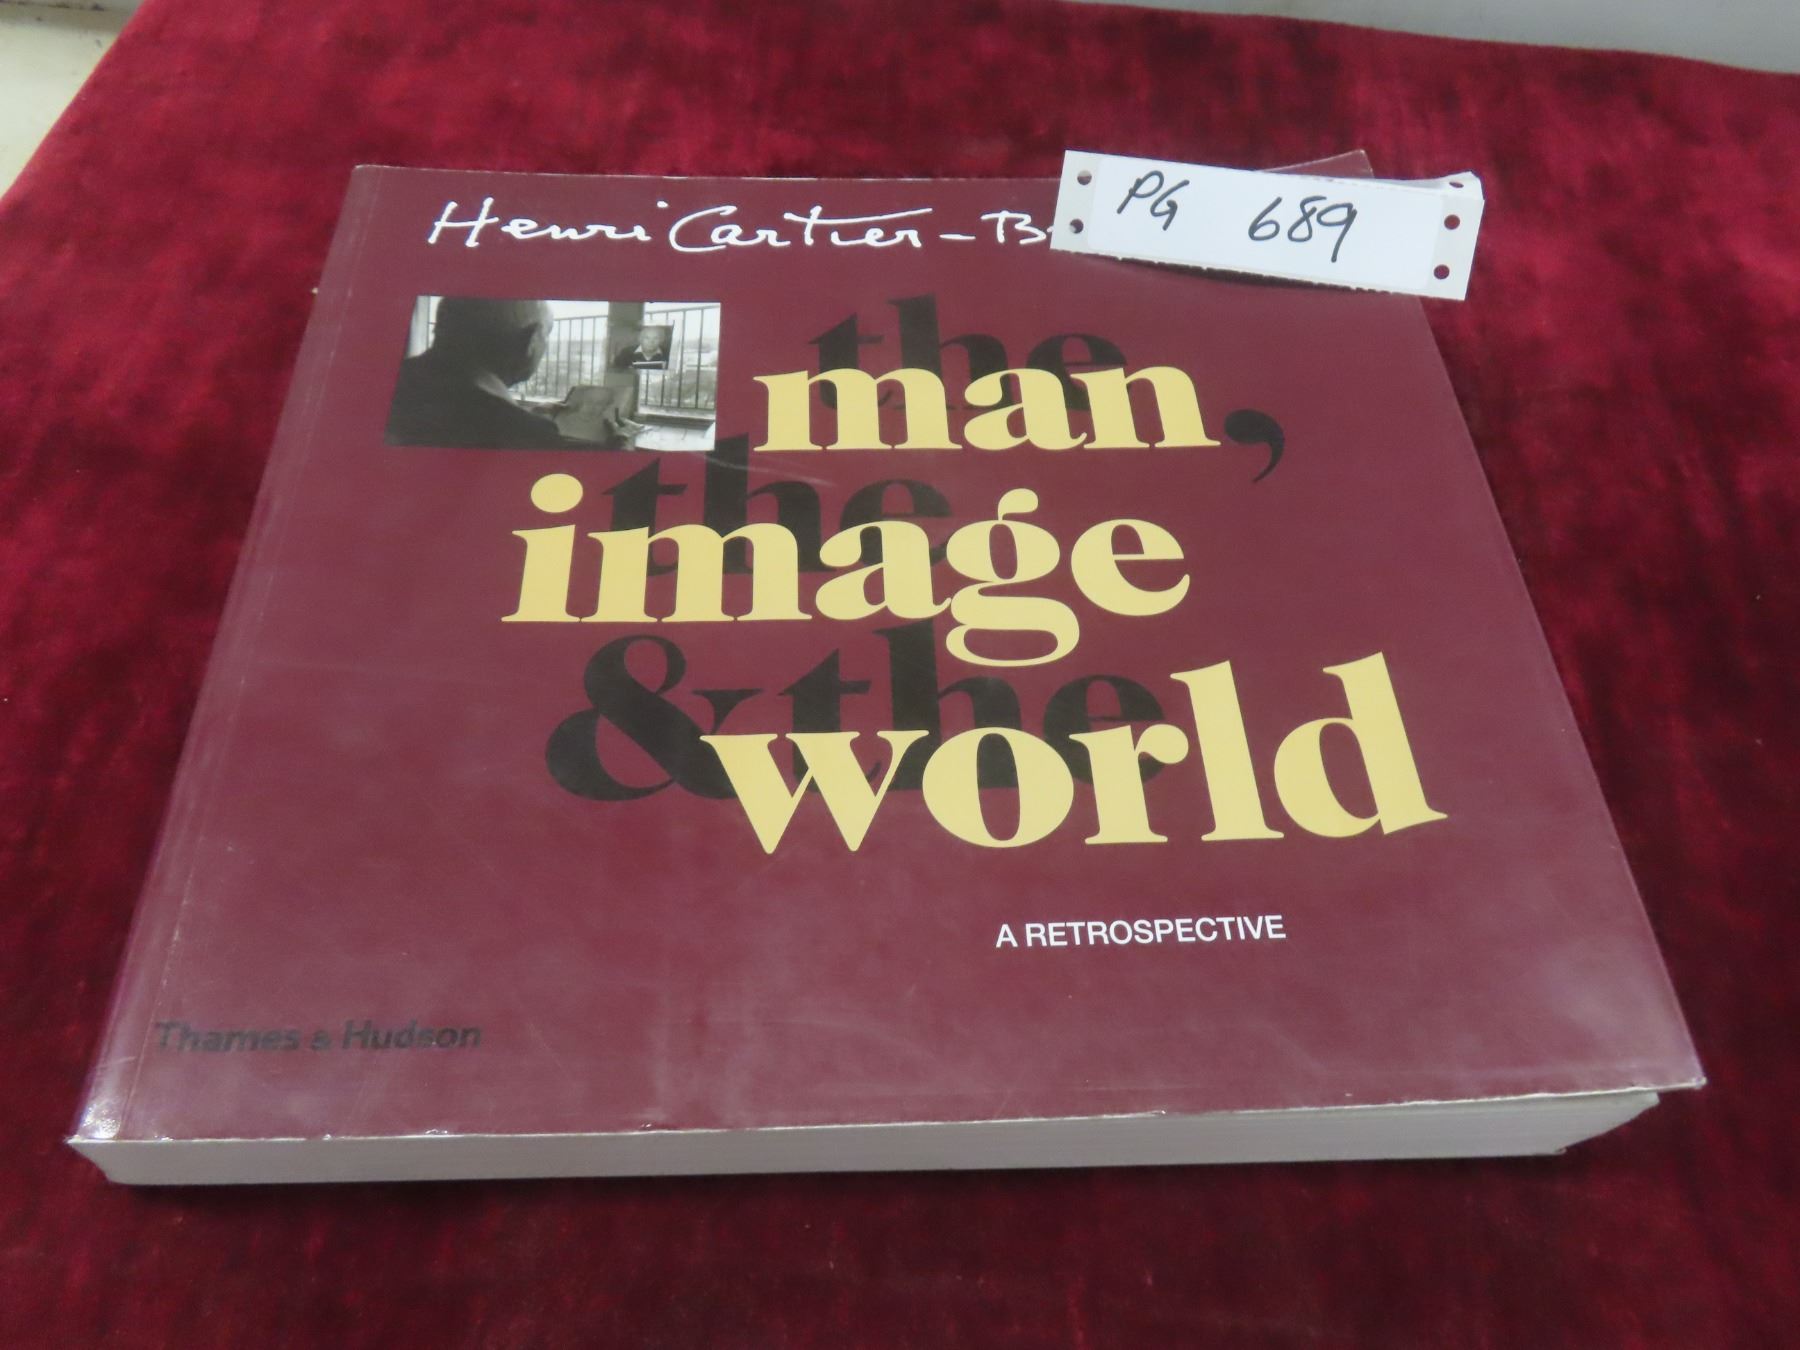 Henri Cartier-B
PG 689
the
man,
the
image
& the
world
A RETROSPECTIVE
Thames & Hudson